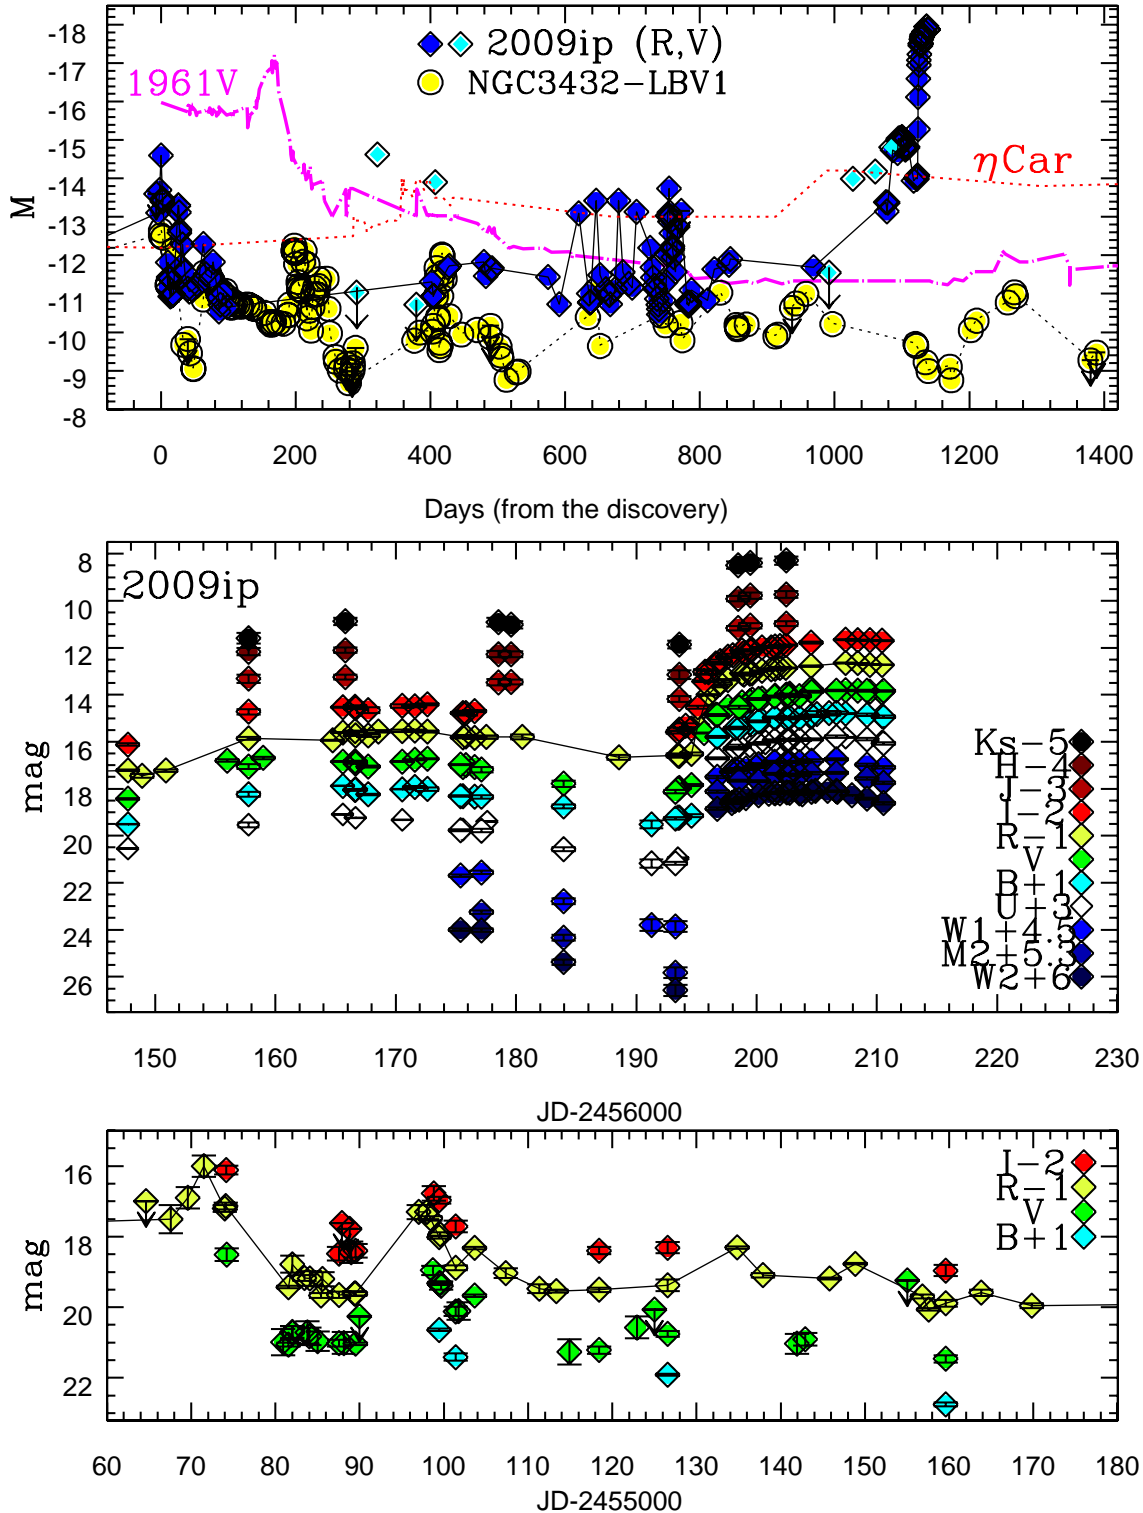 -18
-17
-16
-15
-14
-13
-12
-11
-10
-9
-8
M
2009ip (R,V)
NGC3432-LBV1
1961V
ηCar
0 200 400 600 800 1000 1200 1400
Days (from the discovery)
8
10
12
14
16
18
20
22
24
26
mag
2009ip
Ks-5
H-4
J-3
I-2
R-1
V
B+1
U+3
W1+4.5
M2+5.3
W2+6
150 160 170 180 190 200 210 220 230
JD-2456000
16
18
20
22
mag
I-2
R-1
V
B+1
60 70 80 90 100 110 120 130 140 150 160 170 180
JD-2455000